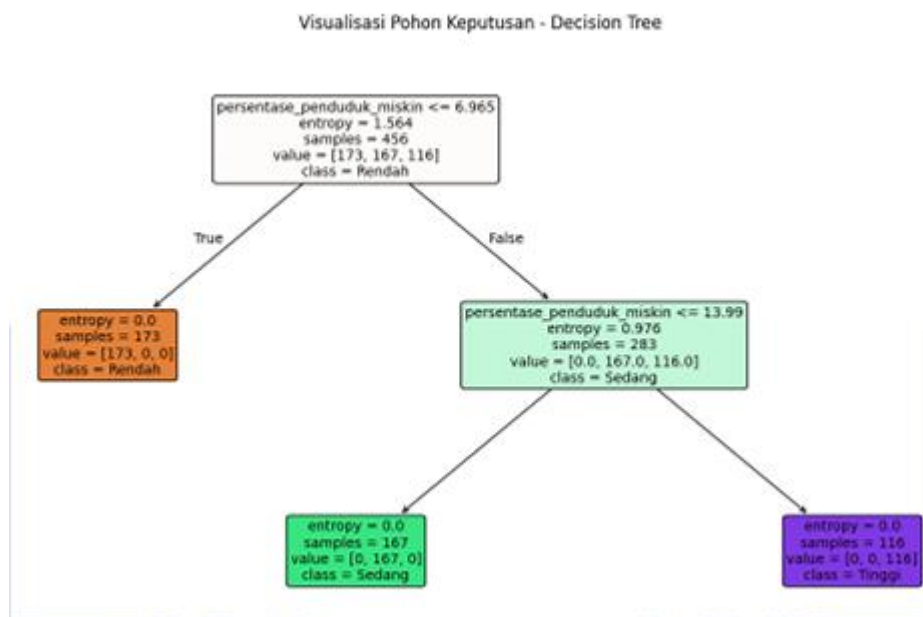 Visualisasi Pohon Keputusan - Decision Tree
persentase_penduduk_miskin <= 6.965
entropy = 1.564
samples = 456
value = [173, 167, 116]
class = Rendah
True
False
entropy = 0.0
samples = 173
value = [173, 0, 0]
class = Rendah
persentase_penduduk_miskin <= 13.99
entropy = 0.976
samples = 283
value = [0.0, 167.0, 116.0]
class = Sedang
entropy = 0.0
samples = 167
value = [0, 167, 0]
class = Sedang
entropy = 0.0
samples = 116
value = [0, 0, 116]
class = Tinggi